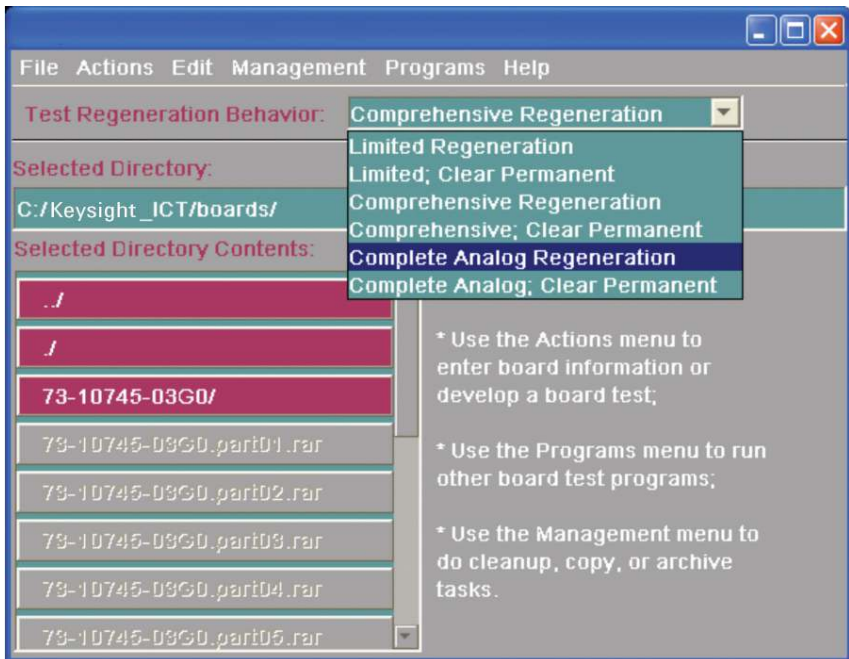 File Actions Edit Management Programs Help
Test Regeneration Behavior: Comprehensive Regeneration
Limited Regeneration
Limited; Clear Permanent
Comprehensive Regeneration
Comprehensive; Clear Permanent
Complete Analog Regeneration
Complete Analog; Clear Permanent
Selected Directory:
C:/Keysight_ICT/boards/
Selected Directory Contents:
../
./
73-10745-03G0/
73-10745-03G0.part01.rar
73-10745-03G0.part02.rar
73-10745-03G0.part03.rar
73-10745-03G0.part04.rar
73-10745-03G0.part05.rar
* Use the Actions menu to
enter board information or
develop a board test;
* Use the Programs menu to run
other board test programs;
* Use the Management menu to
do cleanup, copy, or archive
tasks.